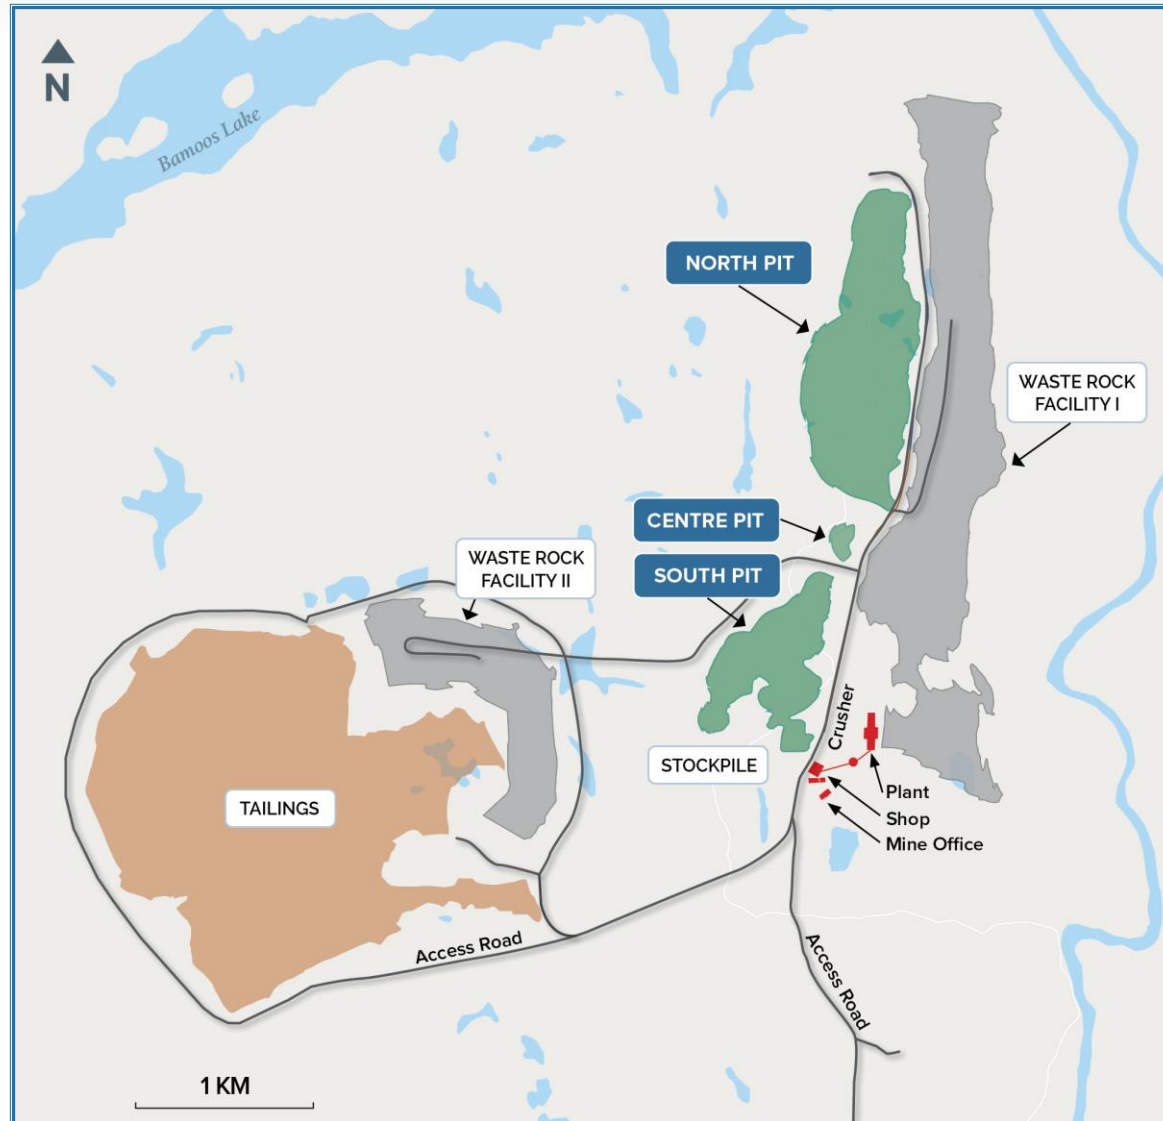 N
Bamoos Lake
NORTH PIT
WASTE ROCK
FACILITY I
CENTRE PIT
WASTE ROCK
FACILITY II
SOUTH PIT
Crusher
STOCKPILE
Plant
TAILINGS
Shop
Mine Office
Access Road
Access Road
1 KM